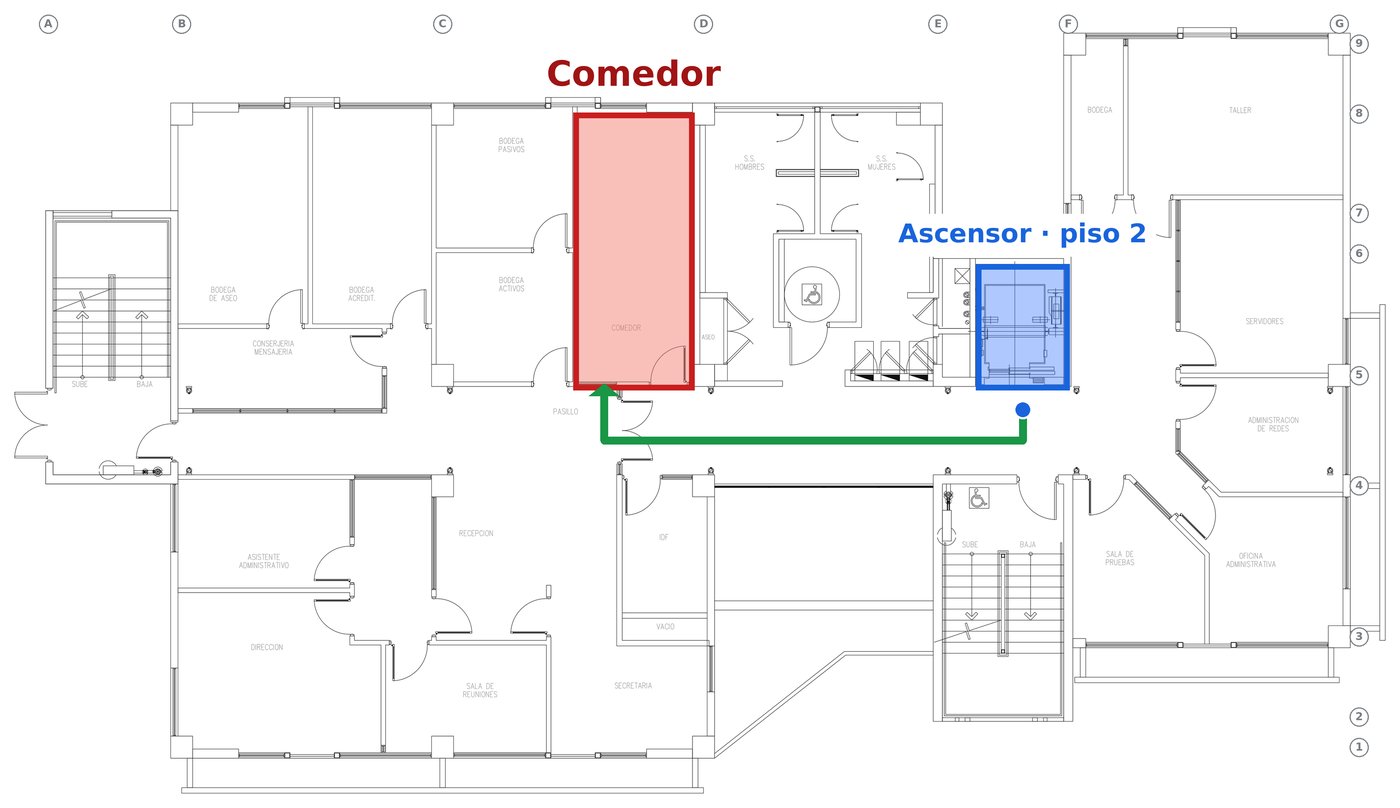 A B C D E F G
9
Comedor
8
BODEGA
TALLER
BODEGA
PASIVOS
S.S.
HOMBRES
S.S.
MUJERES
7
Ascensor · piso 2
6
BODEGA
DE ASEO
BODEGA
ACREDIT.
BODEGA
ACTIVOS
COMEDOR
ASEO
SERVIDORES
CONSERJERIA
MENSAJERIA
SUBE
BAJA
5
PASILLO
ADMINISTRACION
DE REDES
4
RECEPCION
IDF
SUBE
BAJA
ASISTENTE
ADMINISTRATIVO
SALA DE
PRUEBAS
OFICINA
ADMINISTRATIVA
VACIO
3
DIRECCION
SALA DE
REUNIONES
SECRETARIA
2
1